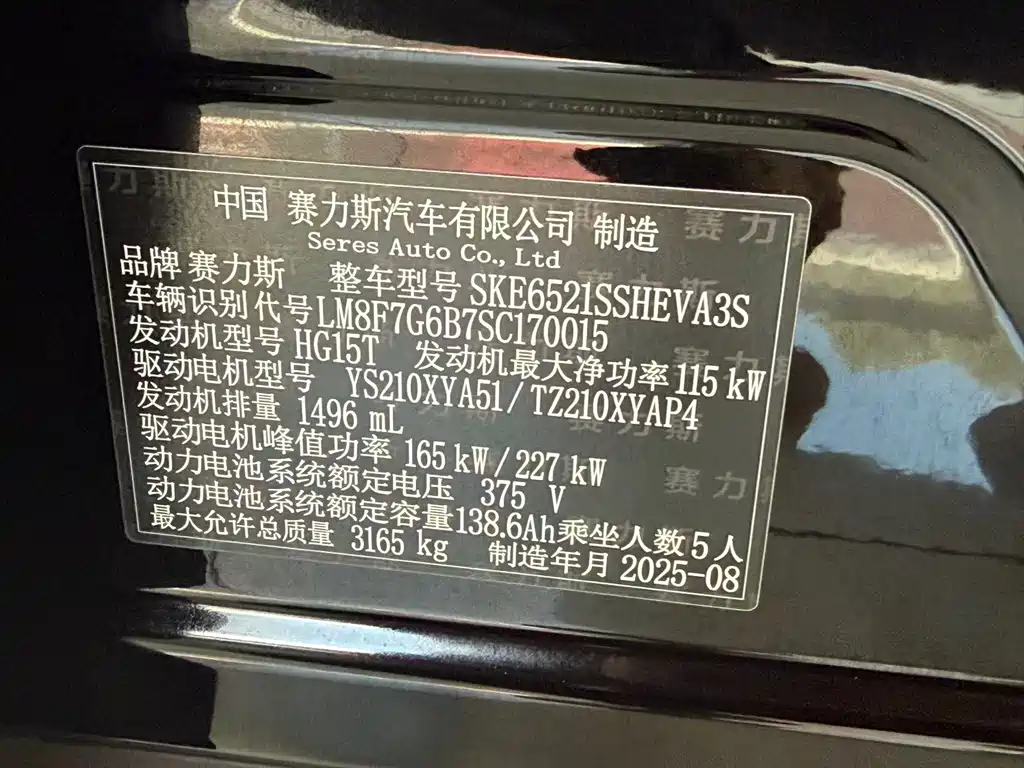 中国 赛力斯汽车有限公司 制造
Seres Auto Co., Ltd
品牌 赛力斯 整车型号 SKE6521SSHEVA3S
车辆识别代号 LM8F7G6B7SC170015
发动机型号 HG15T 发动机最大净功率 115 kW
驱动电机型号 YS210XYA51 / TZ210XYAP4
发动机排量 1496 mL
驱动电机峰值功率 165 kW / 227 kW
动力电池系统额定电压 375 V
动力电池系统额定容量 138.6Ah 乘坐人数 5 人
最大允许总质量 3165 kg 制造年月 2025-08